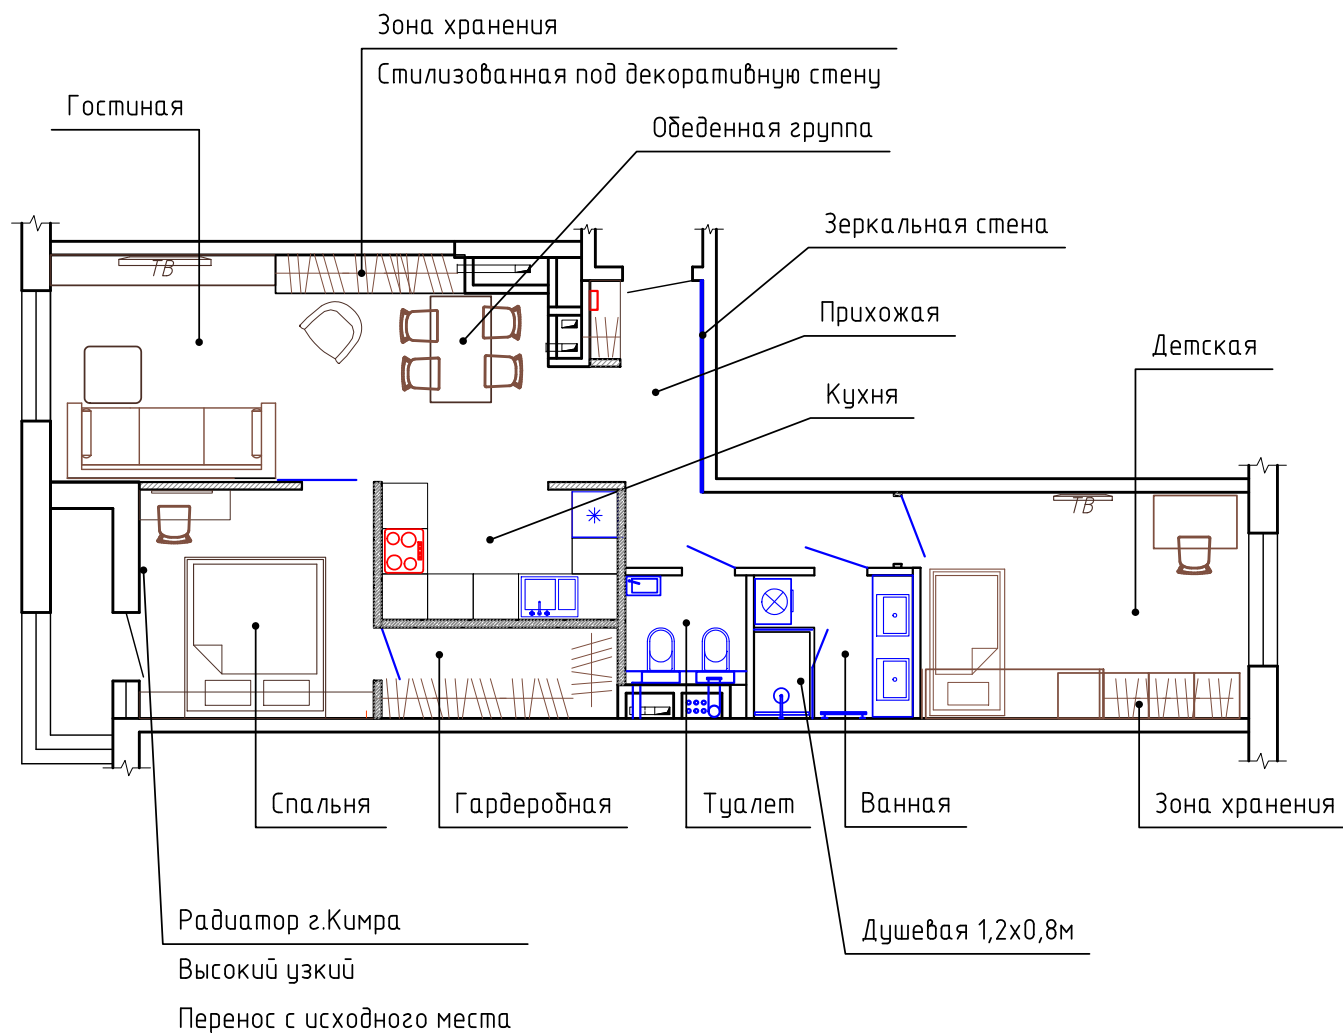 Зона хранения
Стилизованная под декоративную стену
Гостиная
Обеденная группа
Зеркальная стена
ТВ
Прихожая
Детская
Кухня
ТВ
Спальня
Гардеробная
Туалет
Ванная
Зона хранения
Радиатор г.Кимра
Высокий узкий
Перенос с исходного места
Душевая 1,2х0,8м